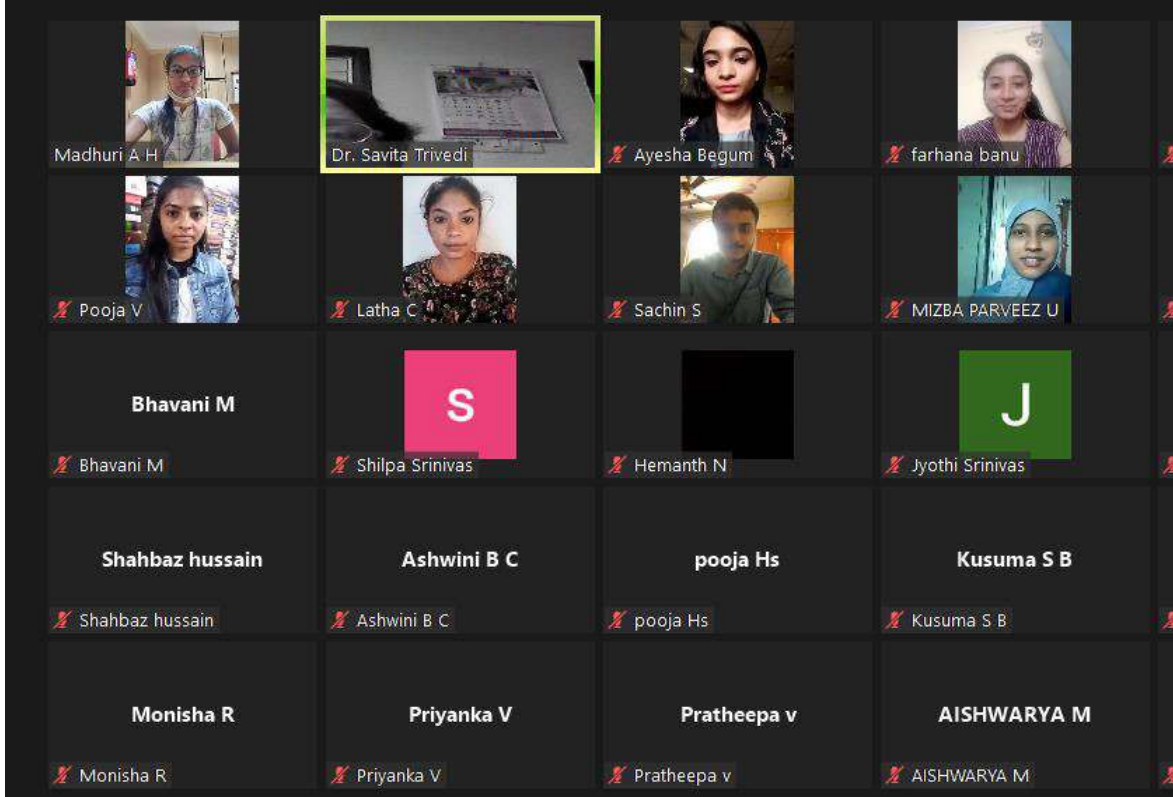 Madhuri A H
Dr. Savita Trivedi
Ayesha Begum
farhana banu
Pooja V
Latha C
Sachin S
MIZBA PARVEEZ U
Bhavani M
S
J
Bhavani M
Shilpa Srinivas
Hemanth N
Jyothi Srinivas
Shahbaz hussain
Ashwini B C
pooja Hs
Kusuma S B
Shahbaz hussain
Ashwini B C
pooja Hs
Kusuma S B
Monisha R
Priyanka V
Pratheepa v
AISHWARYA M
Monisha R
Priyanka V
Pratheepa v
AISHWARYA M